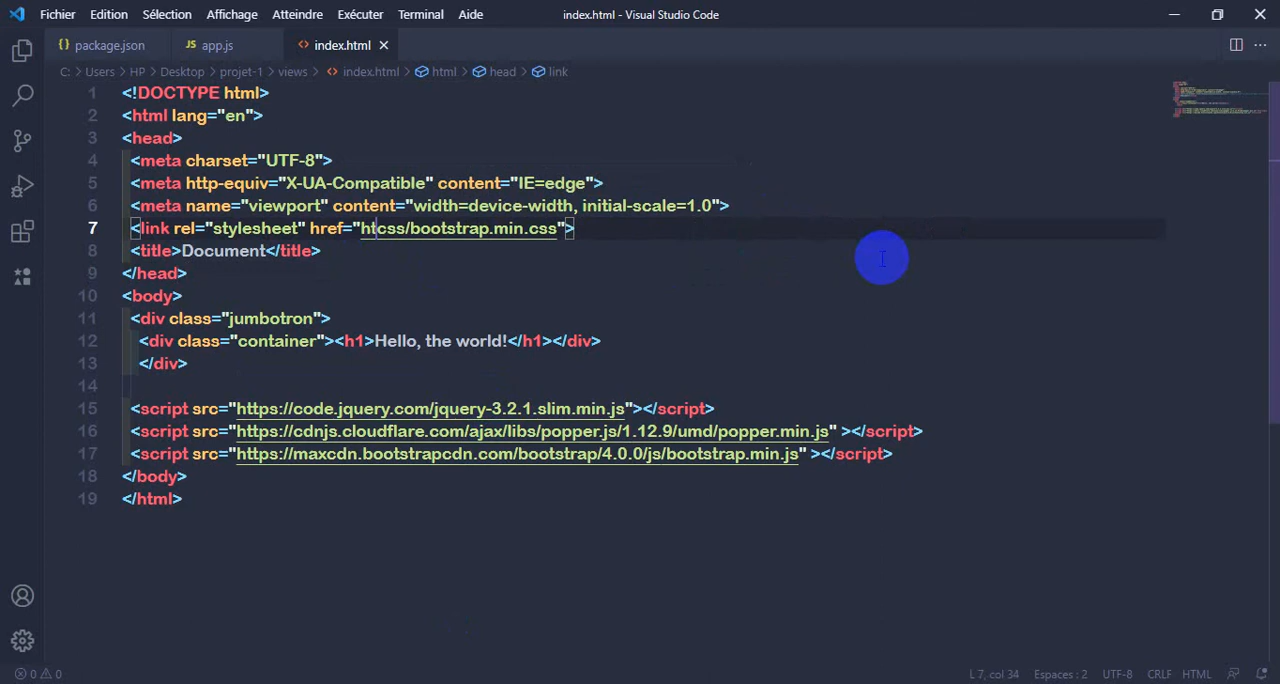 Fichier Edition Sélection Affichage Atteindre Exécuter Terminal Aide index.html - Visual Studio Code
{} package.json JS app.js <> index.html
C: > Users > HP > Desktop > projet-1 > views > <> index.html > html > head > link
1 <!DOCTYPE html>
2 <html lang="en">
3 <head>
4 <meta charset="UTF-8">
5 <meta http-equiv="X-UA-Compatible" content="IE=edge">
6 <meta name="viewport" content="width=device-width, initial-scale=1.0">
7 <link rel="stylesheet" href="htcss/bootstrap.min.css">
8 <title>Document</title>
9 </head>
10 <body>
11 <div class="jumbotron">
12 <div class="container"><h1>Hello, the world!</h1></div>
13 </div>
14
15 <script src="https://code.jquery.com/jquery-3.2.1.slim.min.js"></script>
16 <script src="https://cdnjs.cloudflare.com/ajax/libs/popper.js/1.12.9/umd/popper.min.js" ></script>
17 <script src="https://maxcdn.bootstrapcdn.com/bootstrap/4.0.0/js/bootstrap.min.js" ></script>
18 </body>
19 </html>
0 0 L 7, col 34 Espaces : 2 UTF-8 CRLF HTML